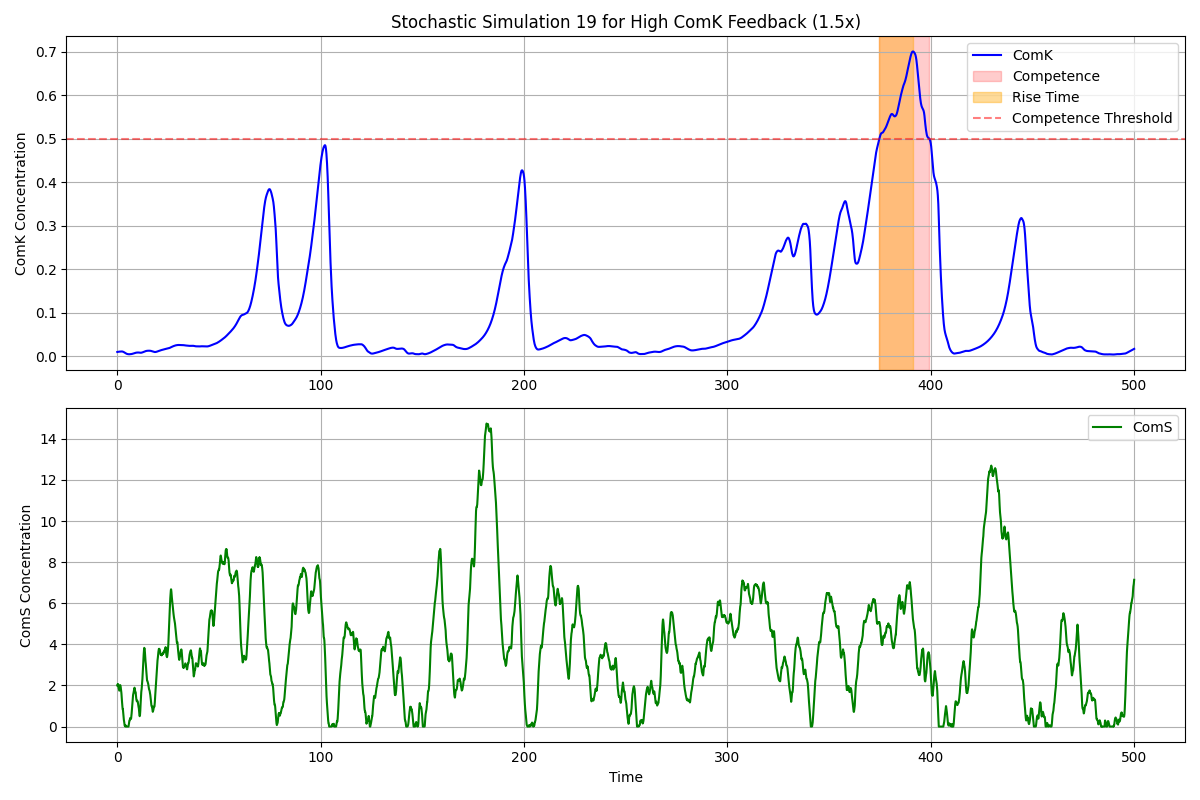 Stochastic Simulation 19 for High ComK Feedback (1.5x)
ComK Concentration
0.7
0.6
0.5
0.4
0.3
0.2
0.1
0.0
ComK
Competence
Rise Time
Competence Threshold
0 100 200 300 400 500
ComS Concentration
14
12
10
8
6
4
2
0
ComS
0 100 200 300 400 500
Time